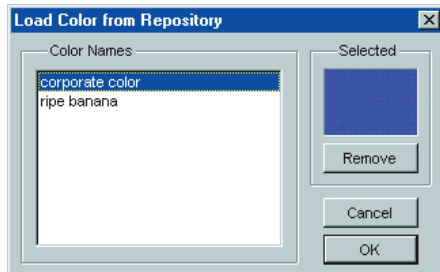 Load Color from Repository
Color Names
Selected
corporate color
ripe banana
Remove
Cancel
OK